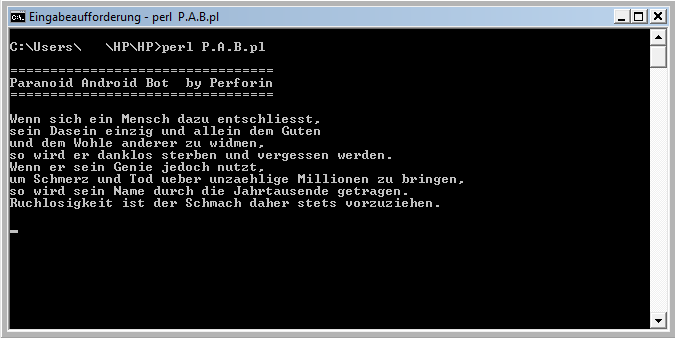 Eingabeaufforderung - perl P.A.B.pl
C:\Users\   \HP\HP>perl P.A.B.pl
=================================
Paranoid Android Bot  by Perforin
=================================
Wenn sich ein Mensch dazu entschliesst,
sein Dasein einzig und allein dem Guten
und dem Wohle anderer zu widmen,
so wird er danklos sterben und vergessen werden.
Wenn er sein Genie jedoch nutzt,
um Schmerz und Tod ueber unzaehlige Millionen zu bringen,
so wird sein Name durch die Jahrtausende getragen.
Ruchlosigkeit ist der Schmach daher stets vorzuziehen.